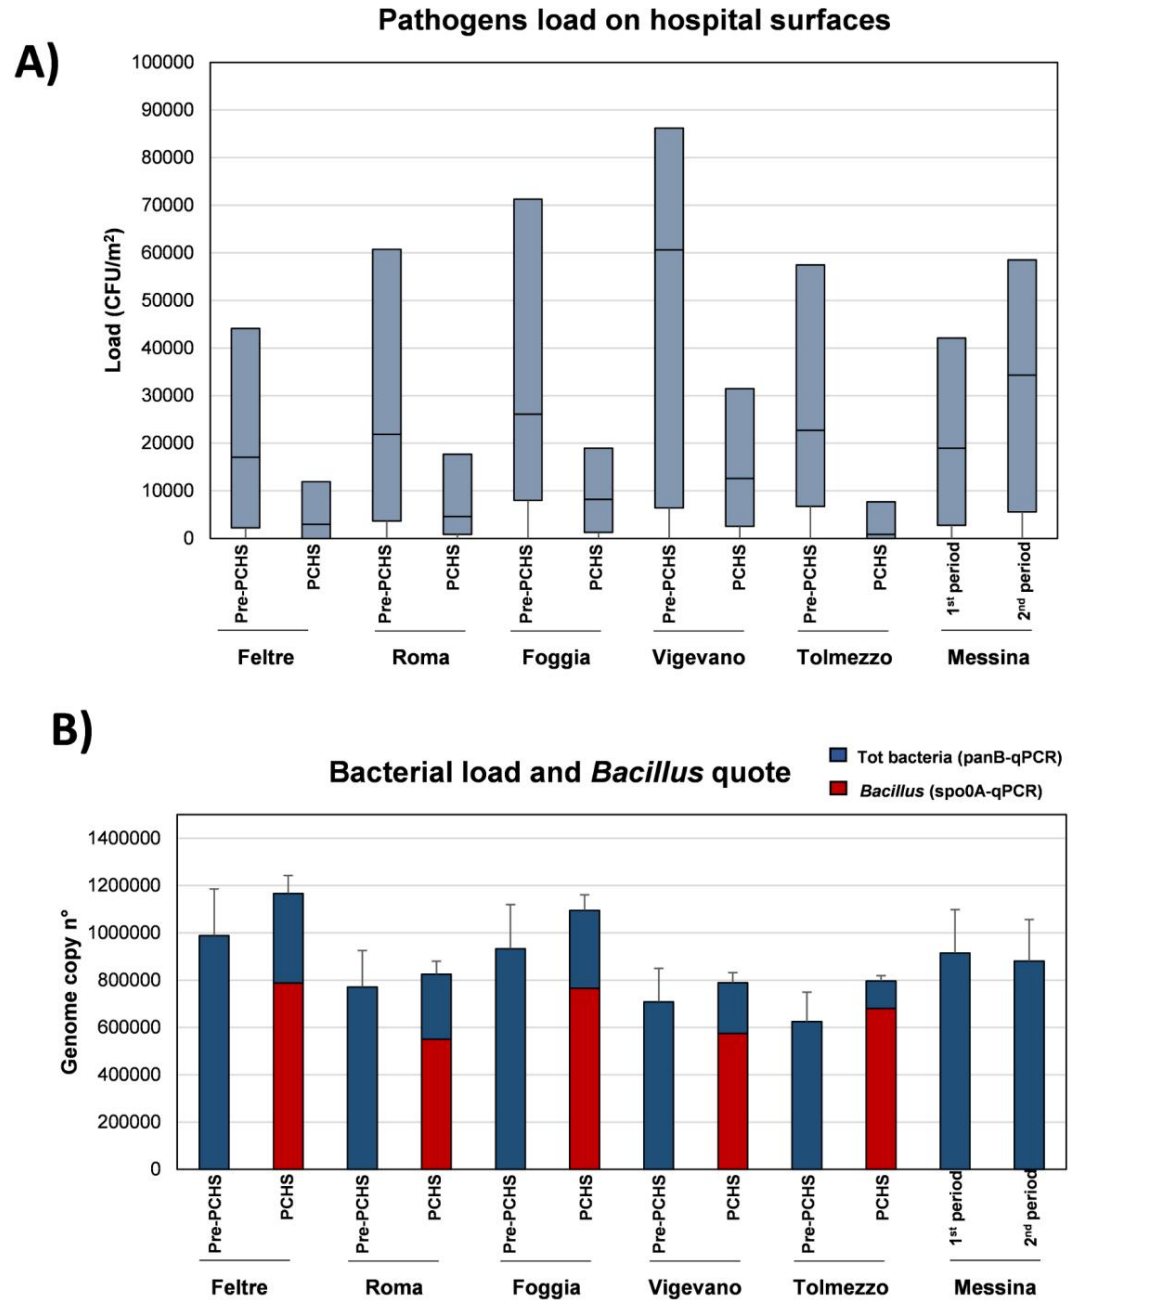 Pathogens load on hospital surfaces
A)
100000
90000
80000
70000
60000
50000
40000
30000
20000
10000
0
Load (CFU/m²)
Pre-PCHS
PCHS
Pre-PCHS
PCHS
Pre-PCHS
PCHS
Pre-PCHS
PCHS
Pre-PCHS
PCHS
1st period
2nd period
Feltre
Roma
Foggia
Vigevano
Tolmezzo
Messina
B)
Bacterial load and Bacillus quote
Tot bacteria (panB-qPCR)
Bacillus (spo0A-qPCR)
1400000
1200000
1000000
800000
600000
400000
200000
0
Genome copy n°
Pre-PCHS
PCHS
Pre-PCHS
PCHS
Pre-PCHS
PCHS
Pre-PCHS
PCHS
Pre-PCHS
PCHS
1st period
2nd period
Feltre
Roma
Foggia
Vigevano
Tolmezzo
Messina